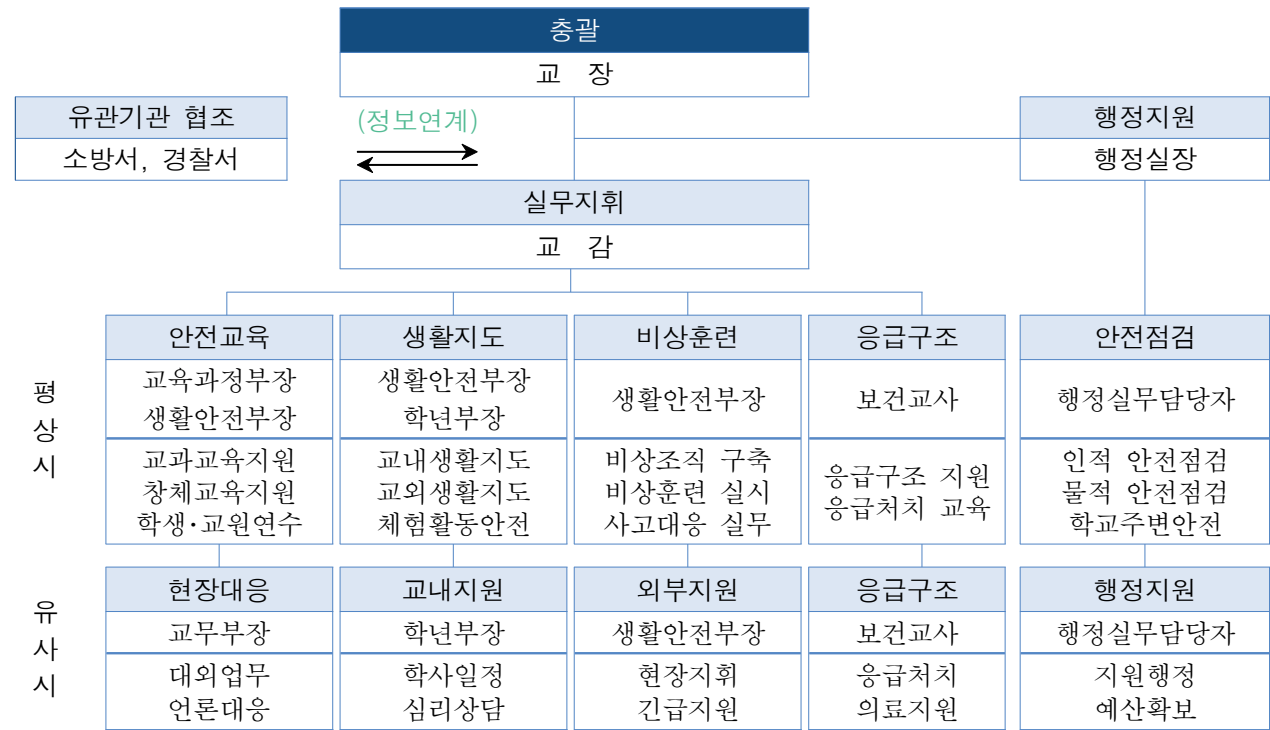 충괄
교 장
유관기관 협조
소방서, 경찰서
(정보연계)
행정지원
행정실장
실무지휘
교 감
평상시
안전교육
교육과정부장
생활안전부장
교과교육지원
창체교육지원
학생·교원연수
생활지도
생활안전부장
학년부장
교내생활지도
교외생활지도
체험활동안전
비상훈련
생활안전부장
비상조직 구축
비상훈련 실시
사고대응 실무
응급구조
보건교사
응급구조 지원
응급처치 교육
안전점검
행정실무담당자
인적 안전점검
물적 안전점검
학교주변안전
유사시
현장대응
교무부장
대외업무
언론대응
교내지원
학년부장
학사일정
심리상담
외부지원
생활안전부장
현장지휘
긴급지원
응급구조
보건교사
응급처치
의료지원
행정지원
행정실무담당자
지원행정
예산확보